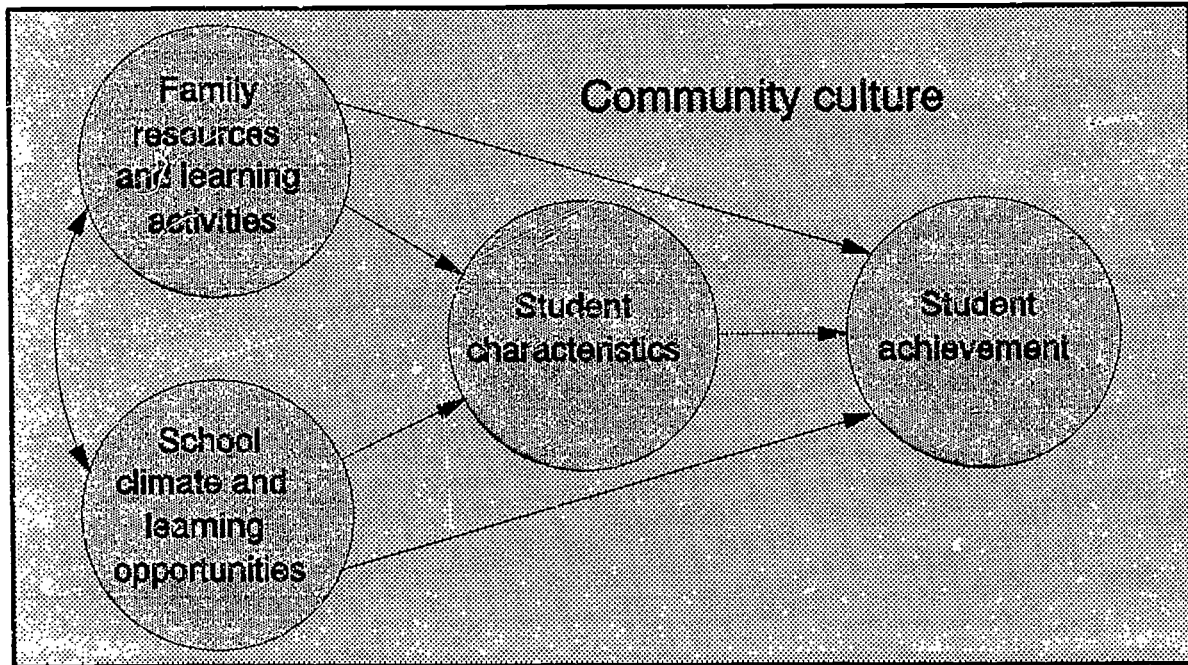 Family
resources
and learning
activities
Community culture
Student
characteristics
Student
achievement
School
climate and
learning
opportunities